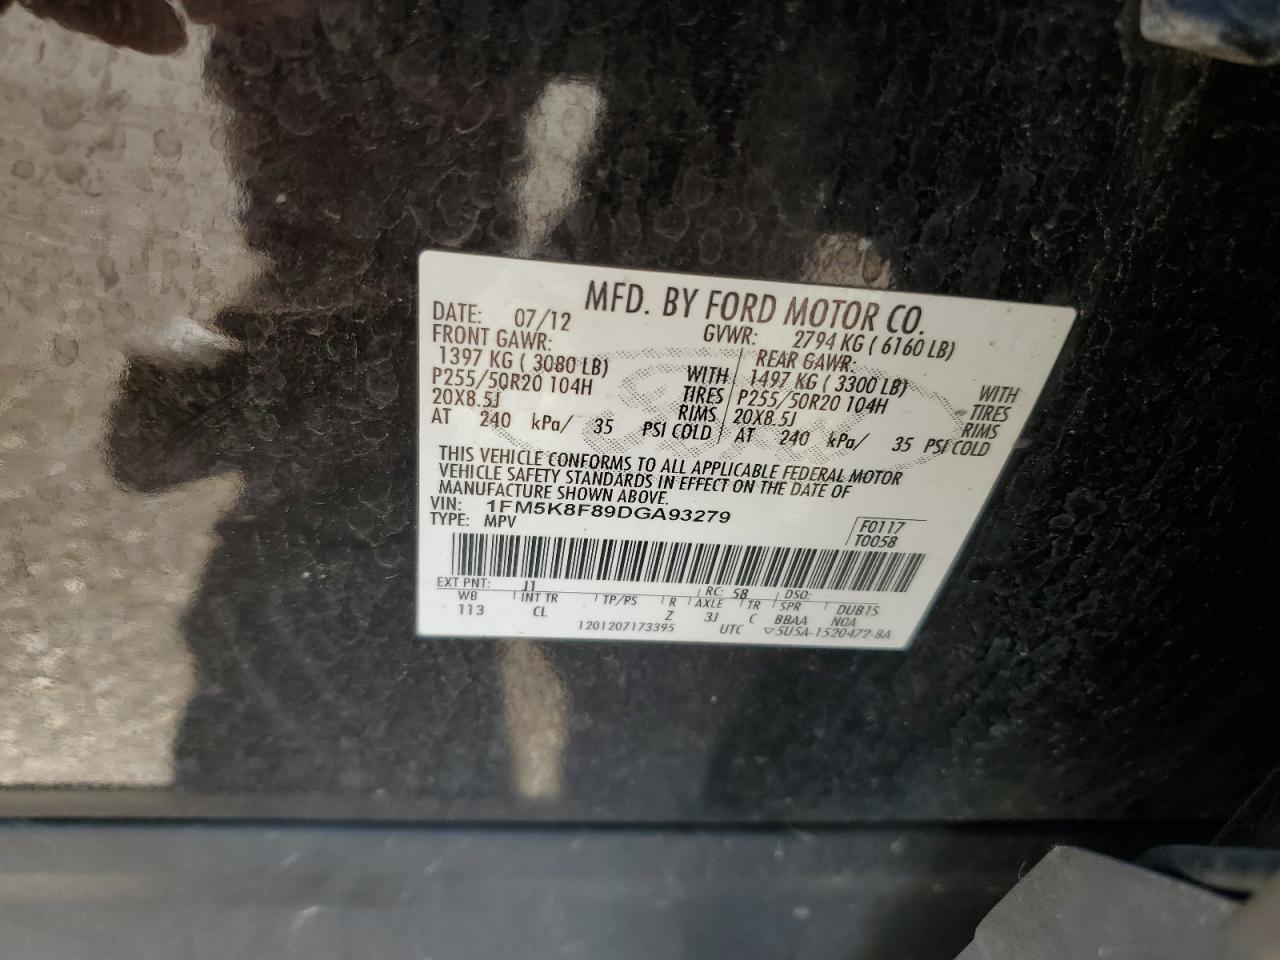 MFD. BY FORD MOTOR CO.
DATE: 07/12 GVWR: 2794 KG ( 6160 LB)
FRONT GAWR: REAR GAWR:
1397 KG ( 3080 LB) WITH 1497 KG ( 3300 LB) WITH
P255/50R20 104H TIRES P255/50R20 104H TIRES
20X8.5J RIMS 20X8.5J RIMS
AT 240 kPa/ 35 PSI COLD AT 240 kPa/ 35 PSI COLD
THIS VEHICLE CONFORMS TO ALL APPLICABLE FEDERAL MOTOR
VEHICLE SAFETY STANDARDS IN EFFECT ON THE DATE OF
MANUFACTURE SHOWN ABOVE.
VIN: 1FM5K8F89DGA93279
TYPE: MPV
F0117
T0058
EXT PNT: J1 RC: 58 DSO:
WB INT TR TP/PS R AXLE TR SPR DUB15
113 CL Z 3J C BBAA NOA
1201207173395 UTC ▽5U5A-1520472-BA